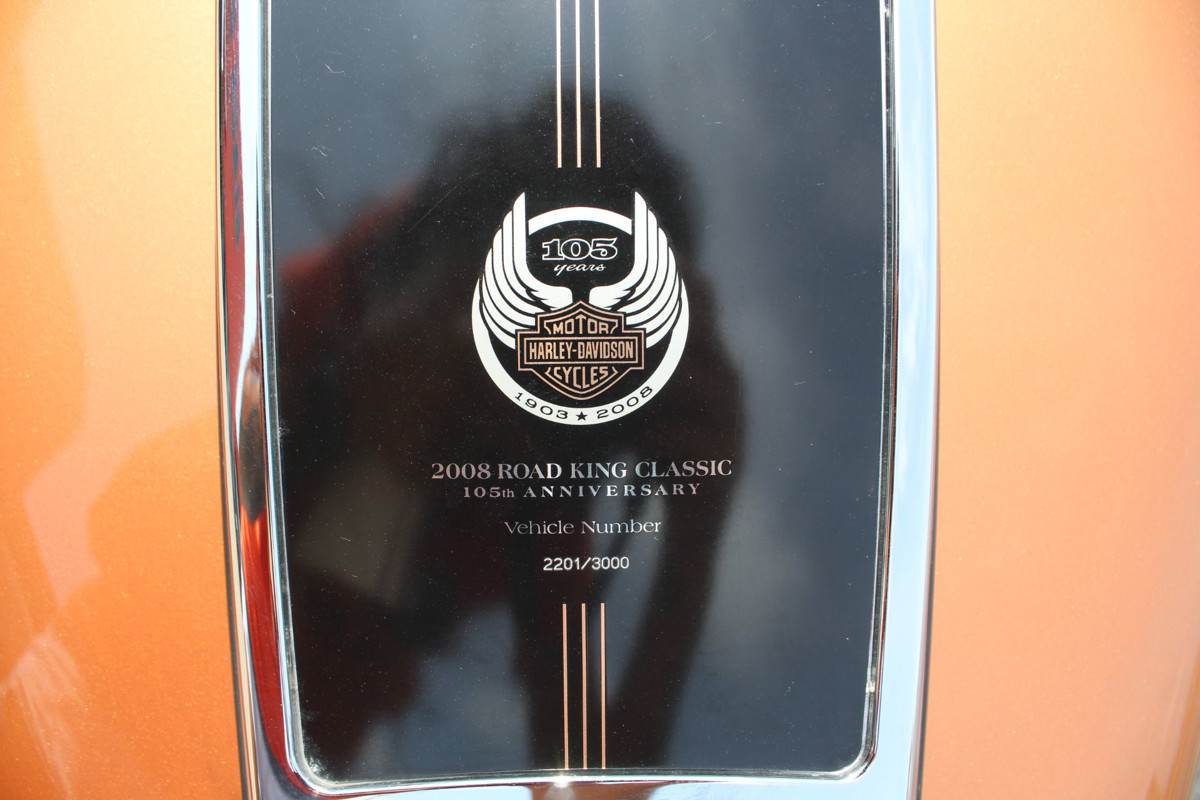 105
years
MOTOR
HARLEY-DAVIDSON
CYCLES
1903 ★ 2008
2008 ROAD KING CLASSIC
105th ANNIVERSARY
Vehicle Number
2201/3000